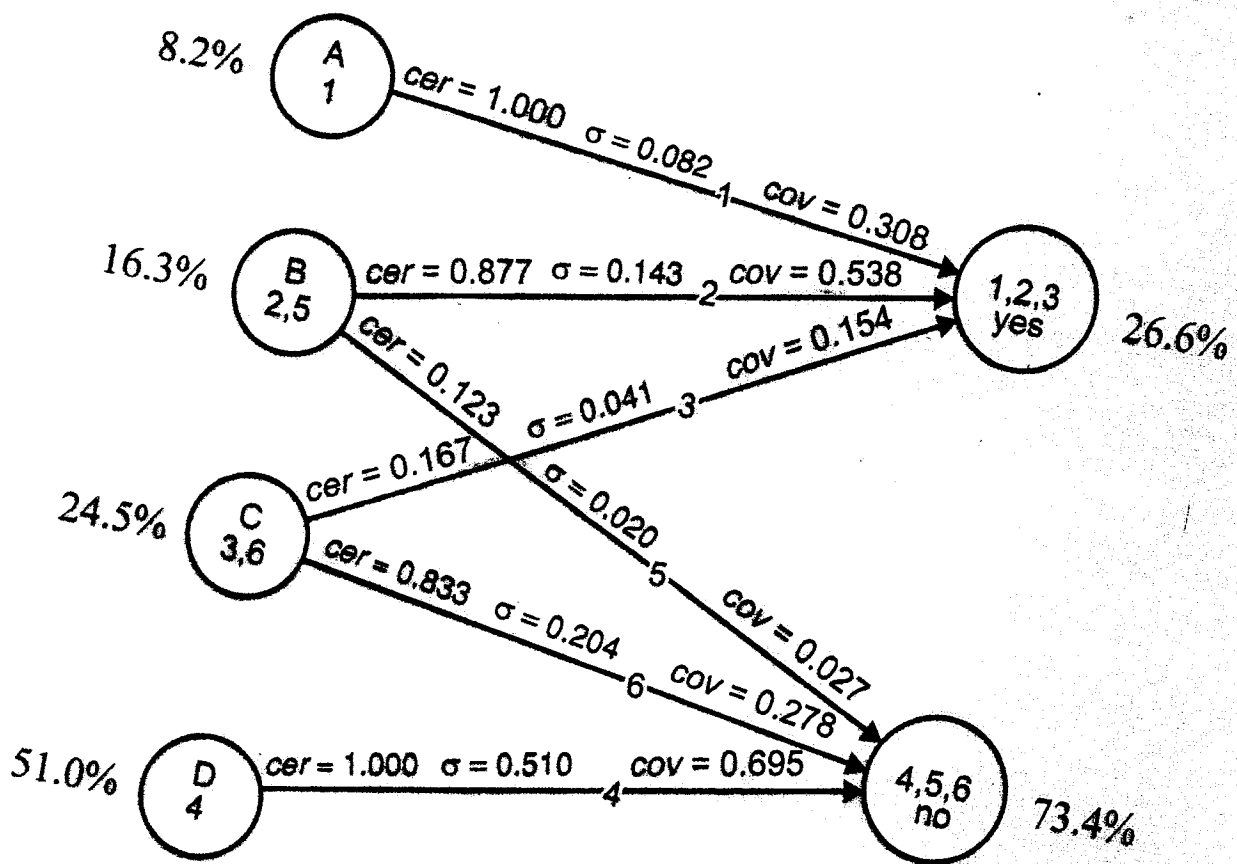 8.2%
A
1
cer = 1.000 σ = 0.082
1
cov = 0.308
16.3%
B
2,5
cer = 0.877 σ = 0.143
2
cov = 0.538
1,2,3
yes
26.6%
cer = 0.123
σ = 0.020
5
cov = 0.027
24.5%
C
3,6
cer = 0.167
σ = 0.041
3
cov = 0.154
cer = 0.833
σ = 0.204
6
cov = 0.278
51.0%
D
4
cer = 1.000 σ = 0.510
4
cov = 0.695
4,5,6
no
73.4%